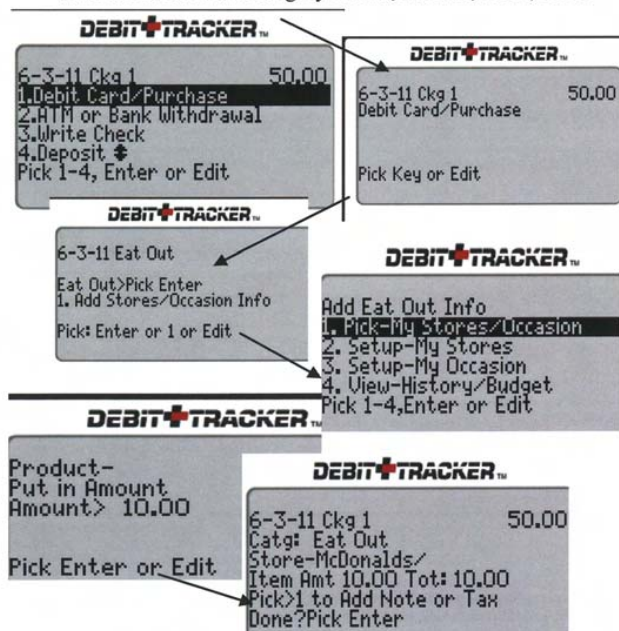 DEBIT TRACKER™
6-3-11 Ckg 1 50.00
1.Debit Card/Purchase
2.ATM or Bank Withdrawal
3.Write Check
4.Deposit
Pick 1-4, Enter or Edit
DEBIT TRACKER™
6-3-11 Ckg 1 50.00
Debit Card/Purchase
Pick Key or Edit
DEBIT TRACKER™
6-3-11 Eat Out
Eat Out>Pick Enter
1. Add Stores/Occasion Info
Pick: Enter or 1 or Edit
DEBIT TRACKER™
Add Eat Out Info
1. Pick-My Stores/Occasion
2. Setup-My Stores
3. Setup-My Occasion
4. View-History/Budget
Pick 1-4,Enter or Edit
DEBIT TRACKER™
Product-
Put in Amount
Amount> 10.00
Pick Enter or Edit
DEBIT TRACKER™
6-3-11 Ckg 1 50.00
Catg: Eat Out
Store-McDonalds/
Item Amt 10.00 Tot: 10.00
Pick>1 to Add Note or Tax
Done?Pick Enter